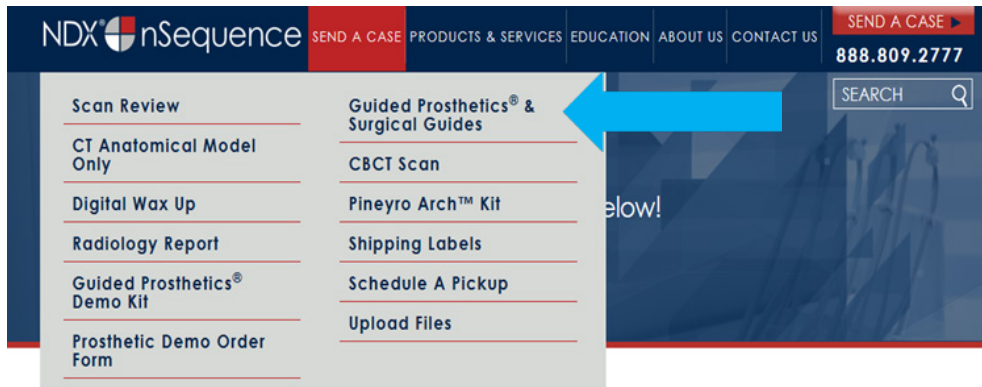 NDX nSequence
SEND A CASE
PRODUCTS & SERVICES
EDUCATION
ABOUT US
CONTACT US
SEND A CASE
888.809.2777
SEARCH
Scan Review
CT Anatomical Model
Only
Digital Wax Up
Radiology Report
Guided Prosthetics®
Demo Kit
Prosthetic Demo Order
Form
Guided Prosthetics® &
Surgical Guides
CBCT Scan
Pineyro Arch™ Kit
Shipping Labels
Schedule A Pickup
Upload Files
elow!